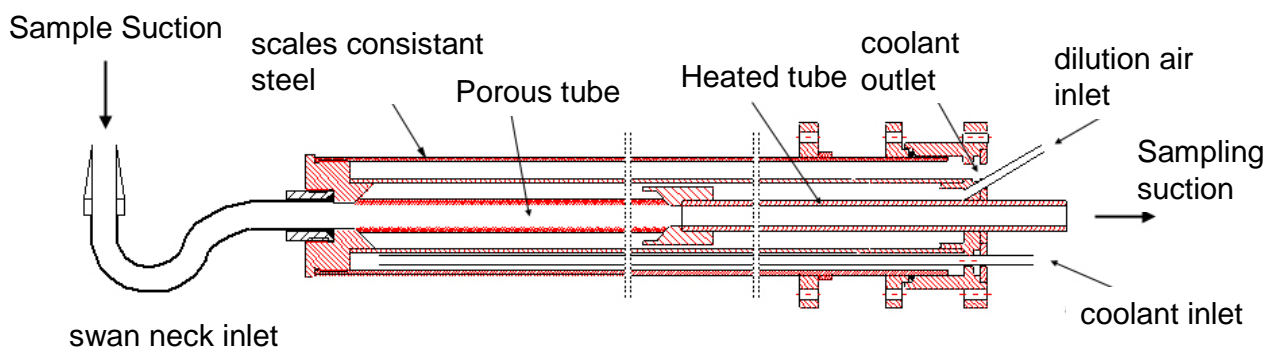 Sample Suction
scales consistant
steel
Porous tube
Heated tube
coolant
outlet
dilution air
inlet
Sampling
suction
swan neck inlet
coolant inlet